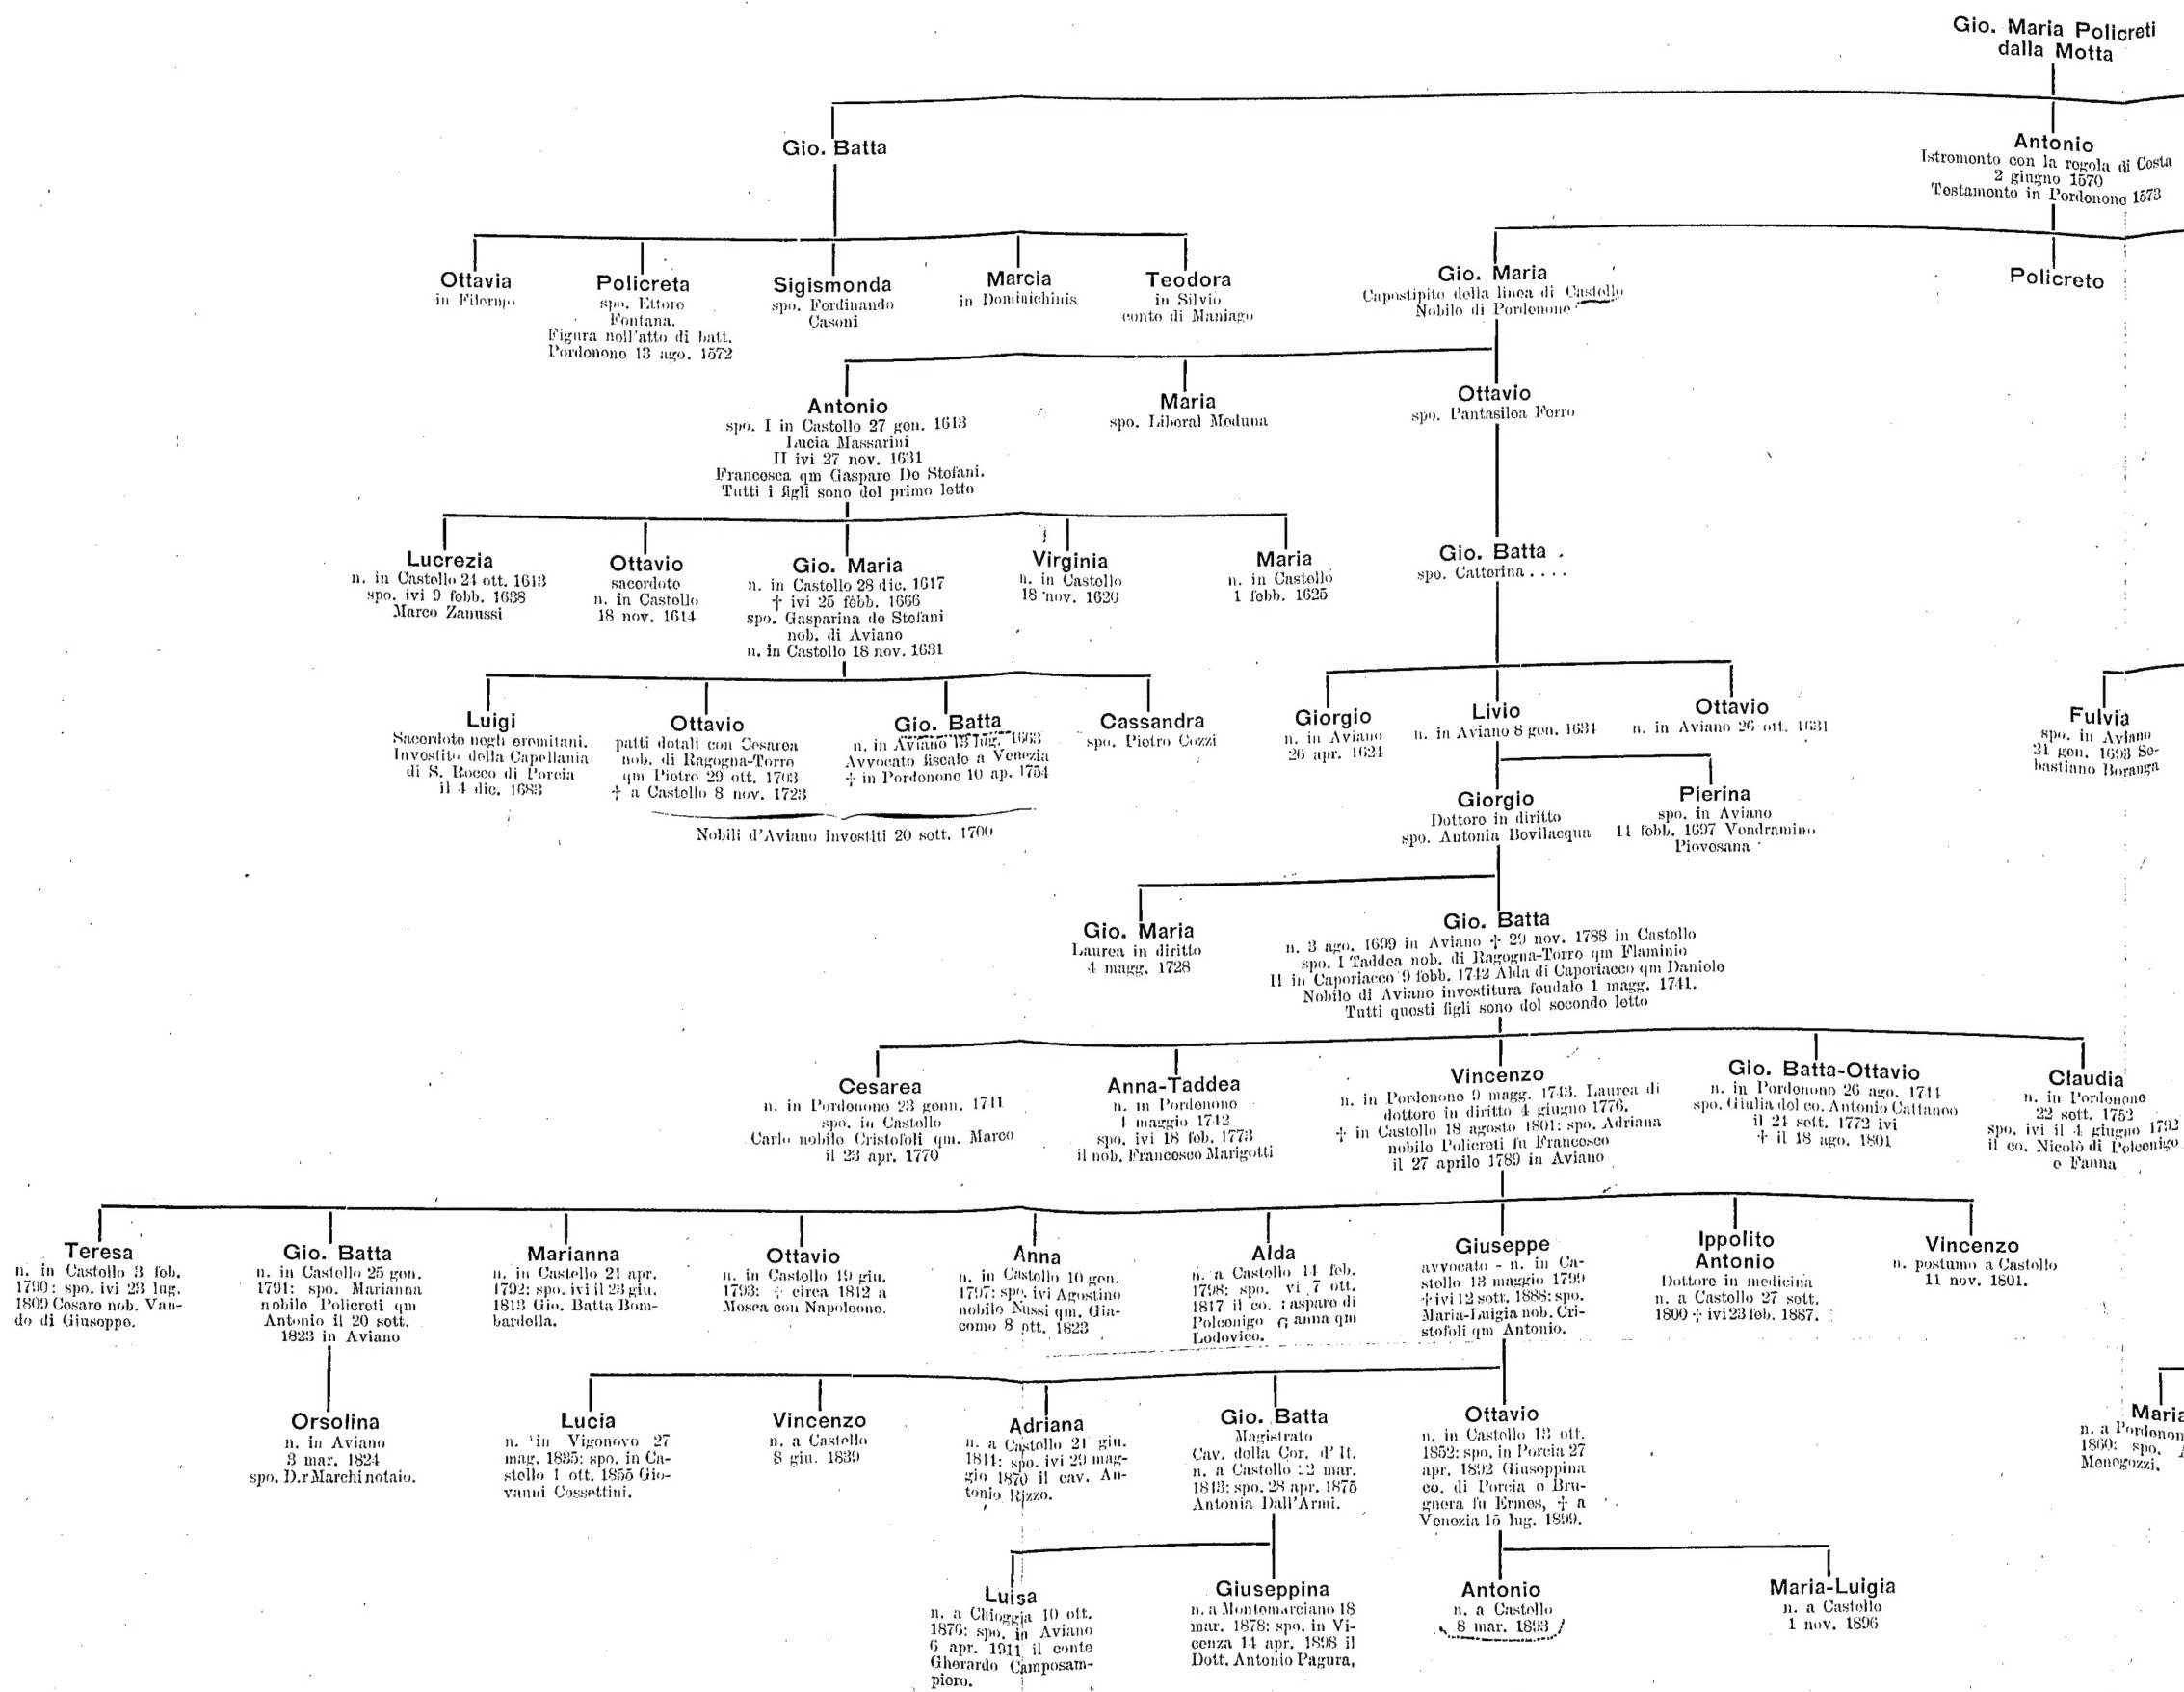 Gio. Maria Policreti
dalla Motta
Gio. Batta
Antonio
Istromonto con la regola di Costa
2 giugno 1570
Testamento in Pordenone 1573
Ottavia
Policreta
spo. Ettore
Fontana.
Figura nell'atto di batt.
Pordenone 13 ago. 1572
Sigismonda
spo. Ferdinando
Casoni
Marcia
in Dominichinis
Teodora
in Silvio
conte di Maniago
Gio. Maria
Capostipite della linea di Castello
Nobile di Pordenone
Policreto
Antonio
spo. I in Castello 27 gen. 1613
Lucia Massarini
II ivi 27 nov. 1631
Francesca qm Gaspare De Stefani.
Tutti i figli sono del primo letto
Maria
spo. Liberal Meduna
Ottavio
spo. Pantasilea Ferro
Lucrezia
n. in Castello 24 ott. 1613
spo. ivi 9 febb. 1638
Marco Zanussi
Ottavio
sacerdote
n. in Castello
18 nov. 1614
Gio. Maria
n. in Castello 28 dic. 1617
† ivi 25 febb. 1666
spo. Gasparina de Stefani
nob. di Aviano
n. in Castello 18 nov. 1631
Virginia
n. in Castello
18 nov. 1620
Maria
n. in Castello
1 febb. 1625
Gio. Batta
spo. Cattorina . . . .
Luigi
Sacerdote negli eremitani.
Investito della Capellania
di S. Rocco di Porcia
il 4 dic. 1683
Ottavio
patti dotali con Cesarea
nob. di Ragogna-Torre
qm Pietro 29 ott. 1703
† a Castello 8 nov. 1723
Gio. Batta
n. in Aviano 13 lug. 1663
Avvocato fiscale a Venezia
† in Pordenone 10 ap. 1754
Cassandra
spo. Pietro Cozzi
Giorgio
n. in Aviano
26 apr. 1624
Livio
n. in Aviano 8 gen. 1634
Ottavio
n. in Aviano 26 ott. 1631
Fulvia
spo. in Aviano
21 gen. 1693 Se-
bastiano Boranga
Nobili d'Aviano investiti 20 sett. 1700
Giorgio
Dottore in diritto
spo. Antonia Bevilacqua
Pierina
spo. in Aviano
14 febb. 1697 Vendramino
Piovesana
Gio. Maria
Laurea in diritto
4 magg. 1728
Gio. Batta
n. 3 ago. 1699 in Aviano † 29 nov. 1788 in Castello
spo. I Taddea nob. di Ragogna-Torre qm Flaminio
II in Caporiacco 9 febb. 1742 Alda di Caporiacco qm Daniele
Nobile di Aviano investitura feudale 1 magg. 1741.
Tutti questi figli sono del secondo letto
Cesarea
n. in Pordenone 23 genn. 1741
spo. in Castello
Carlo nobile Cristofoli qm. Marco
il 23 apr. 1770
Anna-Taddea
n. in Pordenone
1 maggio 1742
spo. ivi 18 feb. 1773
il nob. Francesco Marigotti
Vincenzo
n. in Pordenone 9 magg. 1743. Laurea di
dottore in diritto 4 giugno 1776.
† in Castello 18 agosto 1801: spo. Adriana
nobile Policreti fu Francesco
il 27 aprile 1789 in Aviano
Gio. Batta-Ottavio
n. in Pordenone 26 ago. 1744
spo. Giulia del co. Antonio Cattaneo
il 21 sett. 1772 ivi
† il 18 ago. 1801
Claudia
n. in Pordenone
22 sett. 1752
spo. ivi il 4 giugno 1792
il co. Nicolò di Polcenigo
e Fanna
Teresa
n. in Castello 3 feb.
1790: spo. ivi 23 lug.
1809 Cesare nob. Van-
do di Giuseppe.
Gio. Batta
n. in Castello 25 gen.
1791: spo. Marianna
nobile Policreti qm
Antonio il 20 sett.
1823 in Aviano
Marianna
n. in Castello 21 apr.
1792: spo. ivi il 23 giu.
1813 Gio. Batta Bom-
bardella.
Ottavio
n. in Castello 19 giu.
1793: † circa 1812 a
Mosca con Napoleone.
Anna
n. in Castello 10 gen.
1797: spo. ivi Agostino
nobile Nussi qm. Gia-
como 8 ott. 1823
Alda
n. a Castello 14 feb.
1798: spo. vi 7 ott.
1817 il co. asparo di
Polcenigo anna qm
Lodovico.
Giuseppe
avvocato - n. in Ca-
stello 13 maggio 1799
† ivi 12 sett. 1888: spo.
Maria-Luigia nob. Cri-
stofoli qm Antonio.
Ippolito
Antonio
Dottore in medicina
n. a Castello 27 sett.
1800 † ivi 23 feb. 1887.
Vincenzo
n. postumo a Castello
11 nov. 1801.
Orsolina
n. in Aviano
3 mar. 1824
spo. D.r Marchi notaio.
Lucia
n. in Vigonovo 27
mag. 1835: spo. in Ca-
stello 1 ott. 1855 Gio-
vanni Cossettini.
Vincenzo
n. a Castello
8 giu. 1839
Adriana
n. a Castello 21 giu.
1841: spo. ivi 29 mag-
gio 1870 il cav. An-
tonio Rizzo.
Gio. Batta
Magistrato
Cav. della Cor. d'It.
n. a Castello 22 mar.
1843: spo. 28 apr. 1875
Antonia Dall'Armi.
Ottavio
n. in Castello 13 ott.
1852: spo. in Porcia 27
apr. 1892 Giuseppina
co. di Porcia e Bru-
gnera fu Ermes, † a
Venezia 15 lug. 1899.
Maria
n. a Pordenon
1860: spo.
Menegozzi.
Luisa
n. a Chioggia 10 ott.
1876: spo. in Aviano
6 apr. 1911 il conte
Gherardo Camposam-
piero.
Giuseppina
n. a Montemarciano 18
mar. 1878: spo. in Vi-
cenza 14 apr. 1898 il
Dott. Antonio Pagura,
Antonio
n. a Castello
8 mar. 1893
Maria-Luigia
n. a Castello
1 nov. 1896